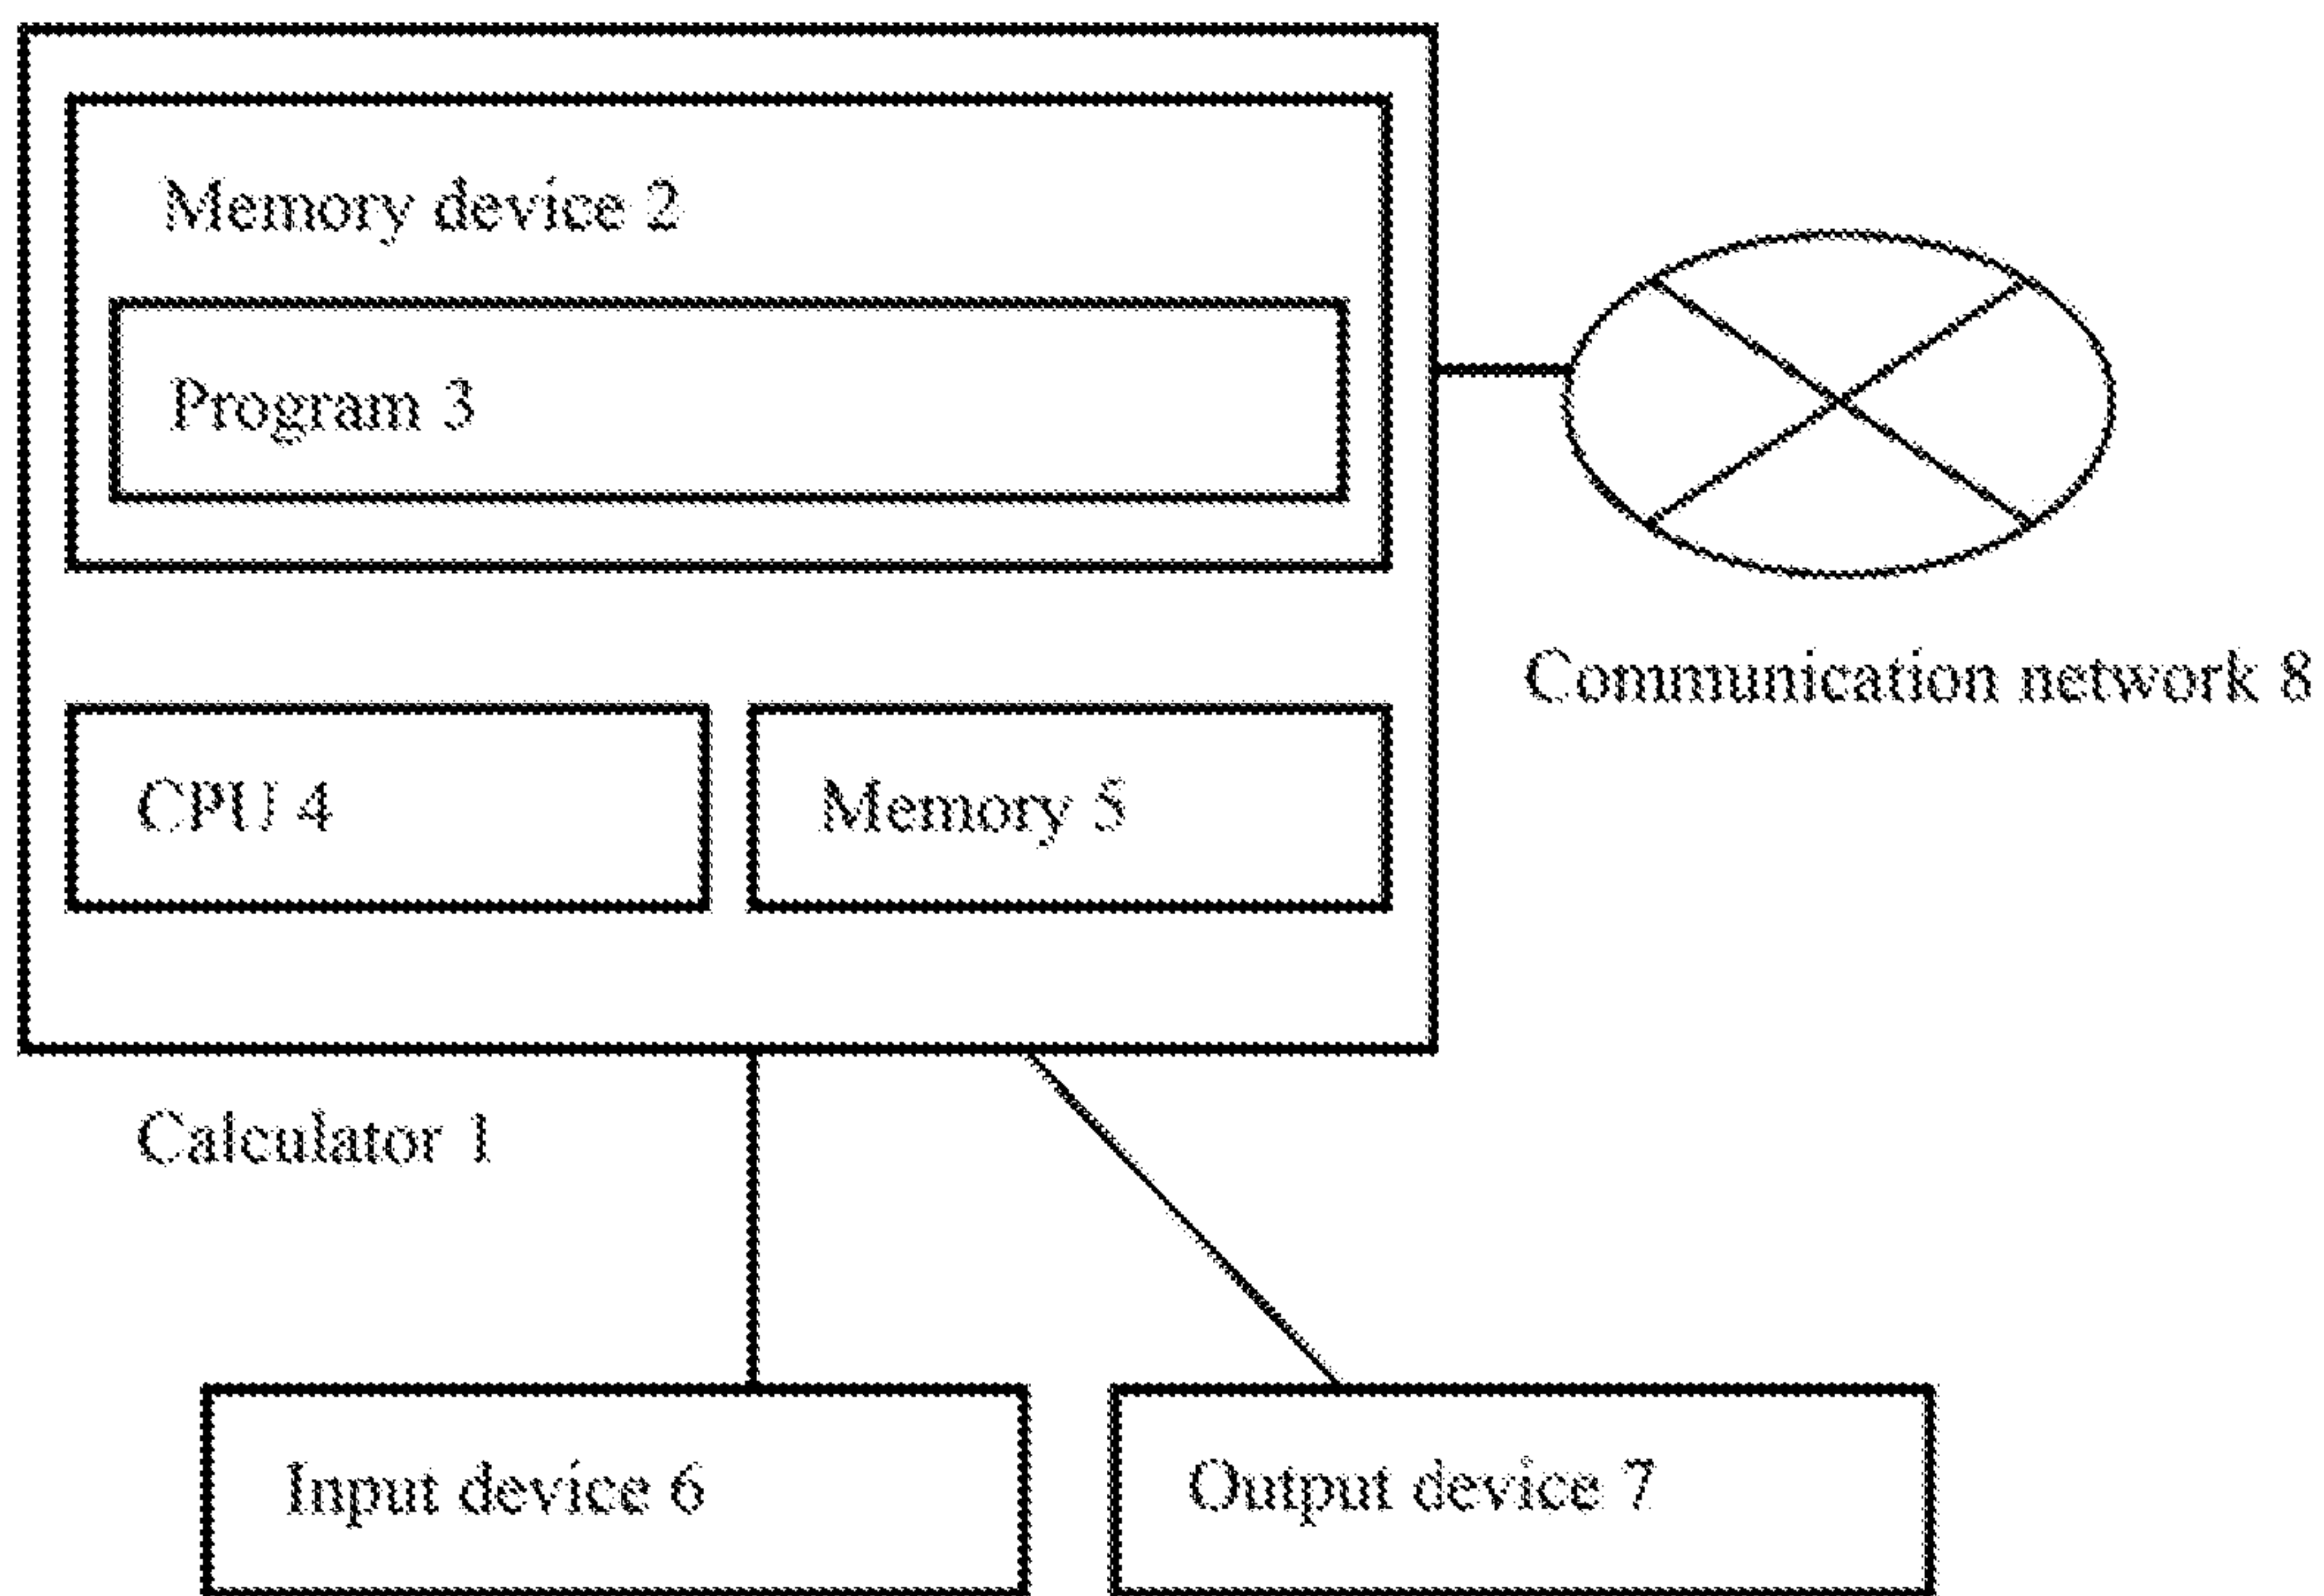 Memory device 2
Program 3
Communication network 8
CPU 4
Memory 5
Calculator 1
Input device 6
Output device 7